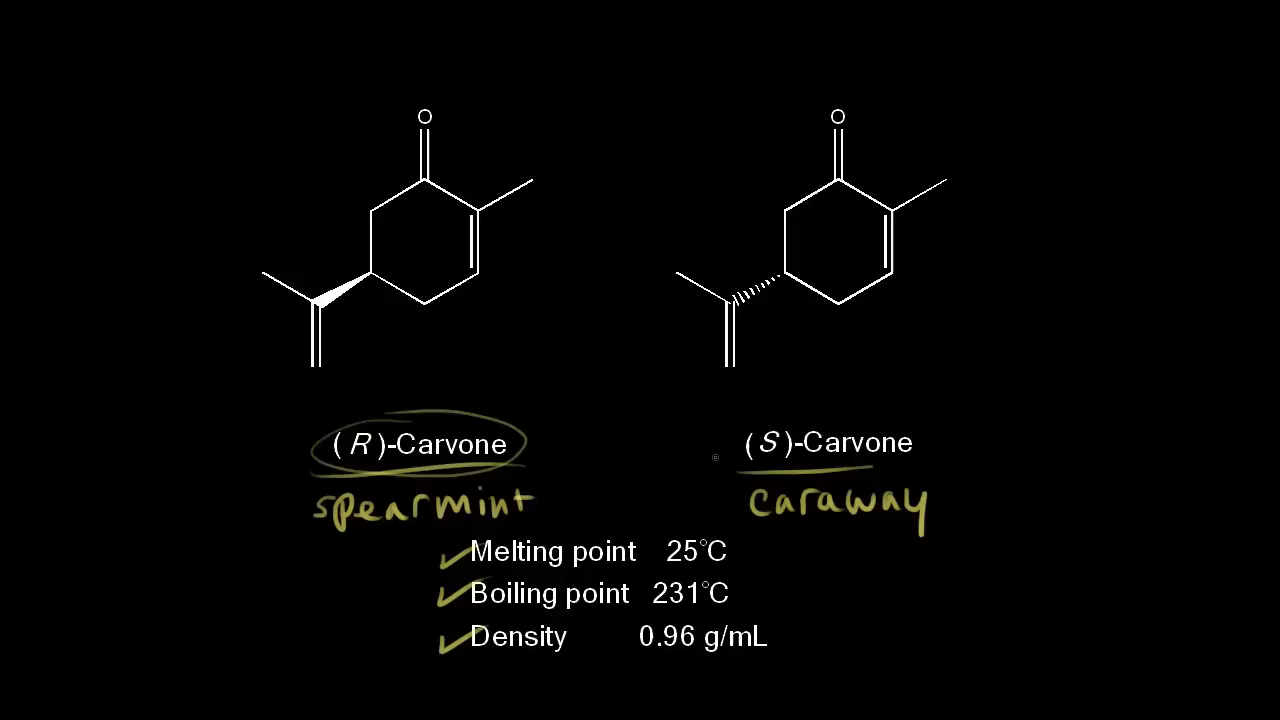 O O
(R)-Carvone (S)-Carvone
spearmint caraway
Melting point 25°C
Boiling point 231°C
Density 0.96 g/mL